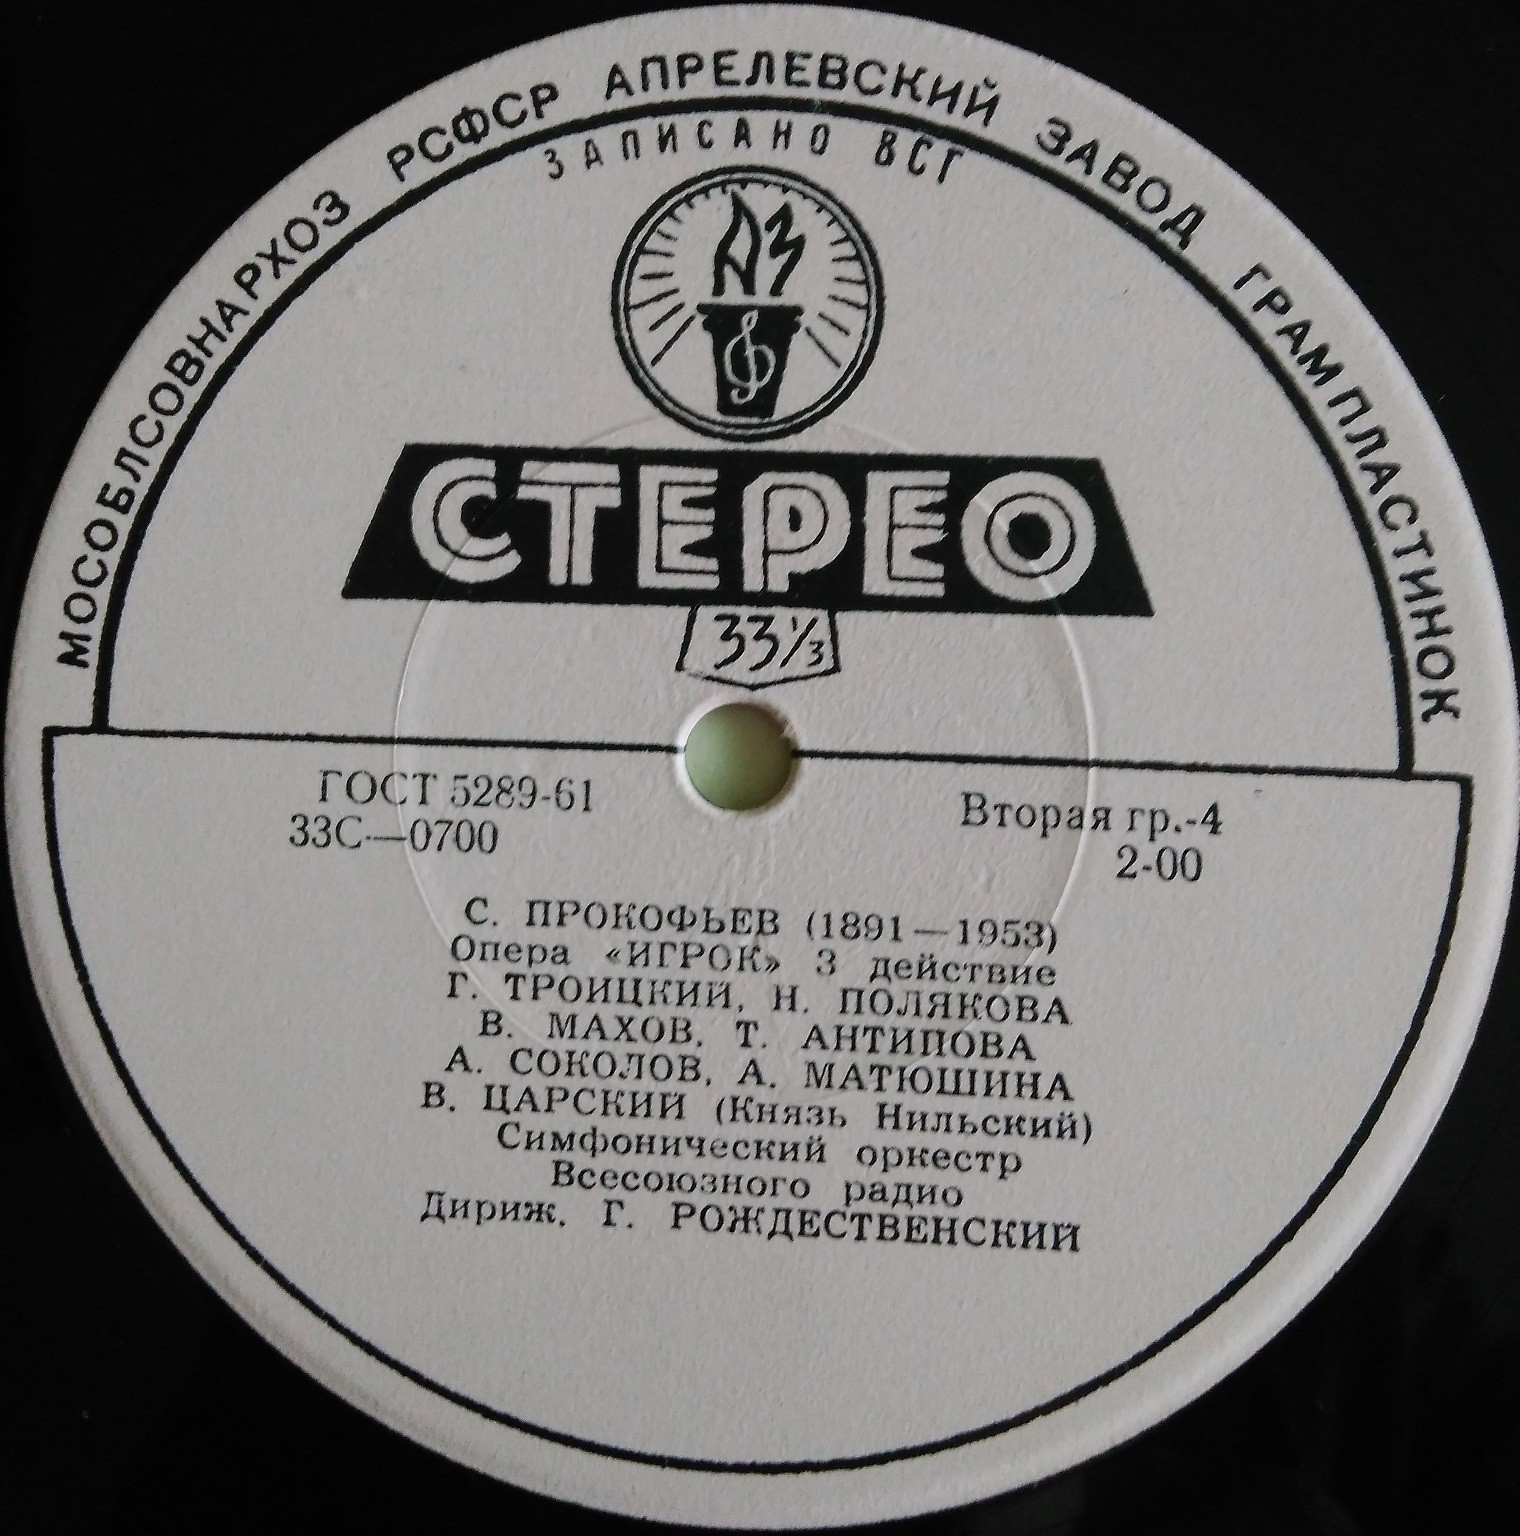 МОСОБЛСОВНАРХОЗ РСФСР АПРЕЛЕВСКИЙ ЗАВОД ГРАМПЛАСТИНОК
ЗАПИСАНО ВСГ
АЗ
СТЕРЕО
33⅓
ГОСТ 5289-61
33С—0700
Вторая гр.-4
2-00
С. ПРОКОФЬЕВ (1891—1953)
Опера «ИГРОК» 3 действие
Г. ТРОИЦКИЙ, Н. ПОЛЯКОВА
В. МАХОВ, Т. АНТИПОВА
А. СОКОЛОВ, А. МАТЮШИНА
В. ЦАРСКИЙ (Князь Нильский)
Симфонический оркестр
Всесоюзного радио
Дириж. Г. РОЖДЕСТВЕНСКИЙ